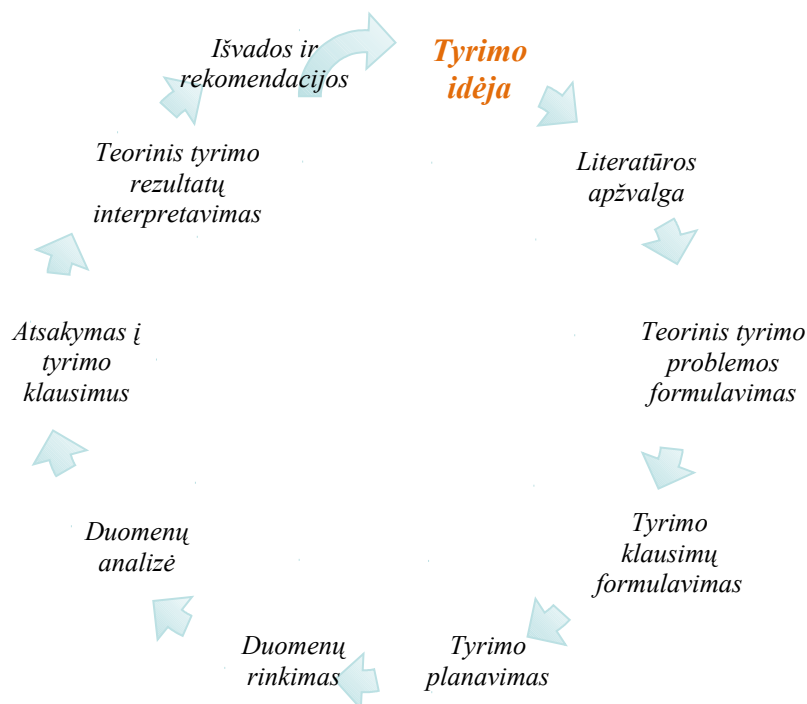 Tyrimo
idėja
Literatūros
apžvalga
Teorinis tyrimo
problemos
formulavimas
Tyrimo
klausimų
formulavimas
Tyrimo
planavimas
Duomenų
rinkimas
Duomenų
analizė
Atsakymas į
tyrimo
klausimus
Teorinis tyrimo
rezultatų
interpretavimas
Išvados ir
rekomendacijos